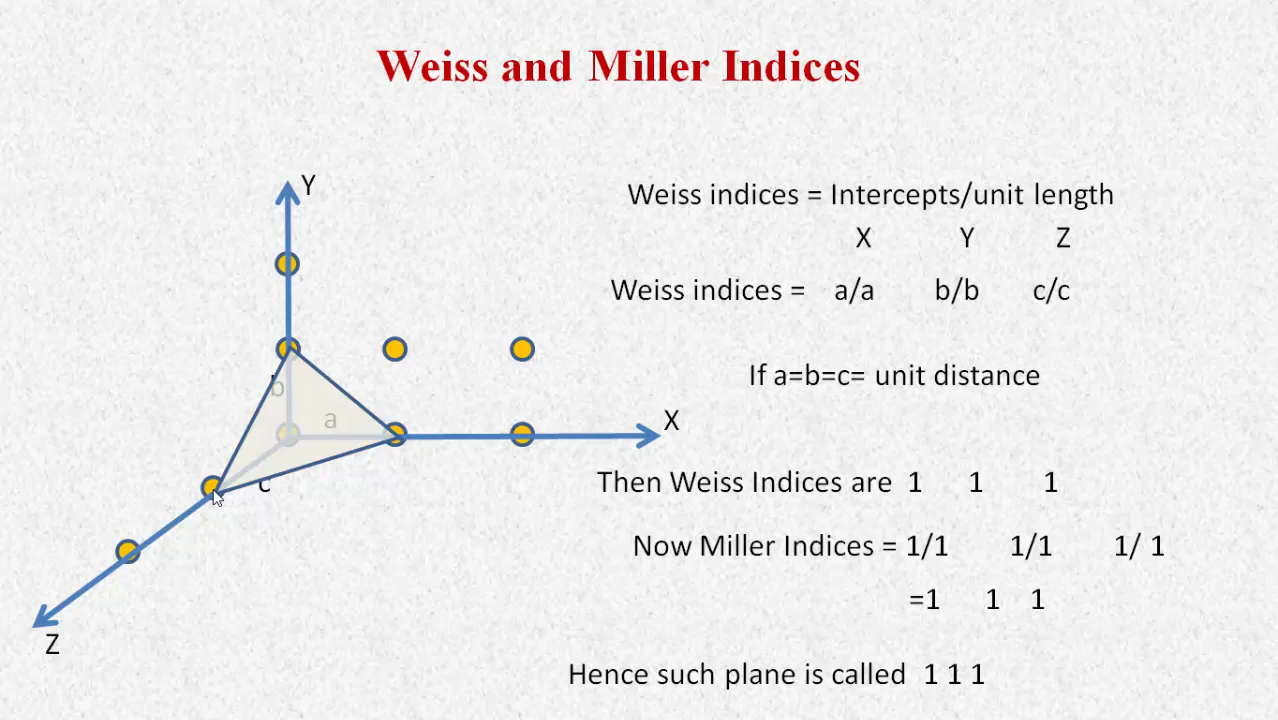 Weiss and Miller Indices
Y
Weiss indices = Intercepts/unit length
X Y Z
Weiss indices = a/a b/b c/c
b
If a=b=c= unit distance
a
X
c
Then Weiss Indices are 1 1 1
Now Miller Indices = 1/1 1/1 1/ 1
=1 1 1
Z
Hence such plane is called 1 1 1